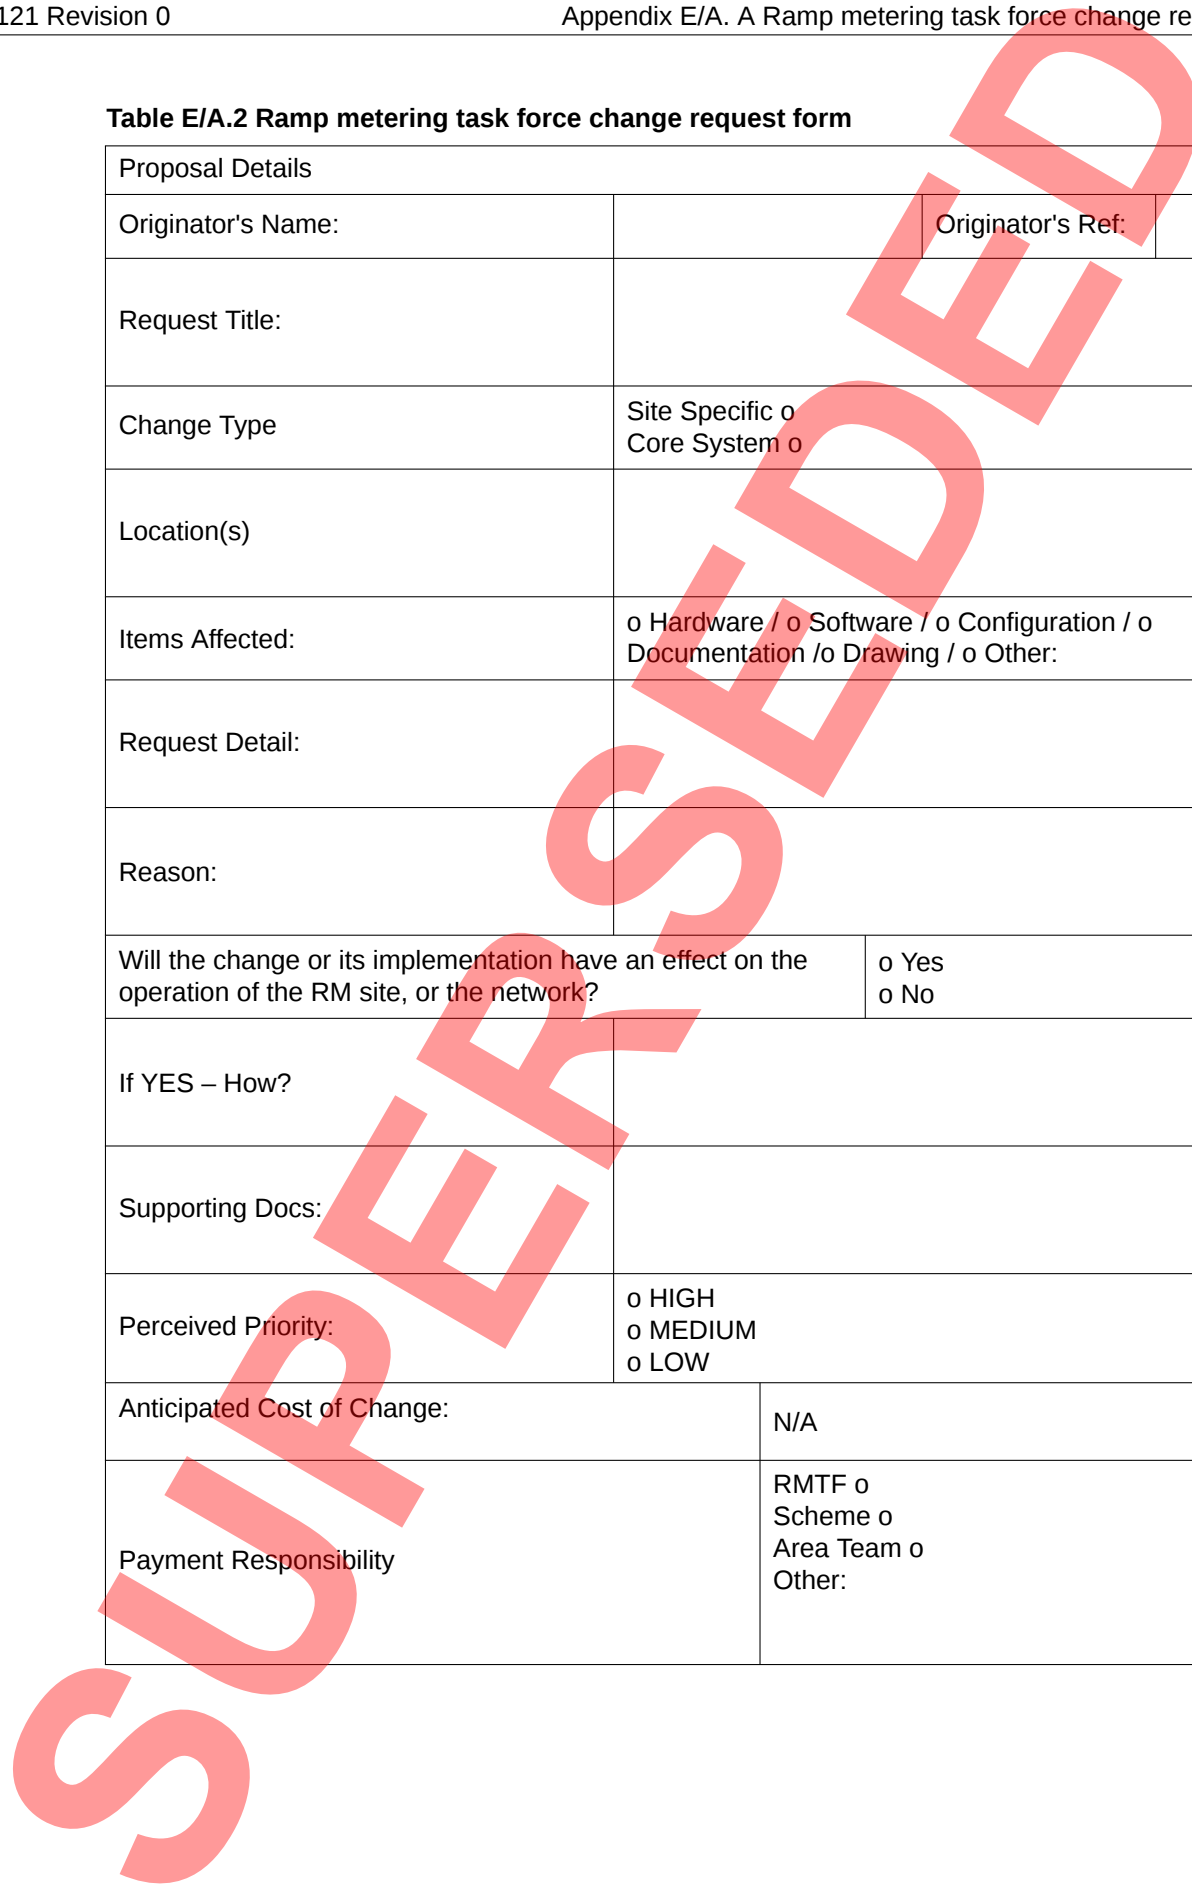 121 Revision 0
Appendix E/A. A Ramp metering task force change re
Table E/A.2 Ramp metering task force change request form
Proposal Details
Originator's Name:
Originator's Ref:
Request Title:
Change Type
Site Specific o
Core System o
Location(s)
Items Affected:
o Hardware / o Software / o Configuration / o
Documentation /o Drawing / o Other:
Request Detail:
Reason:
Will the change or its implementation have an effect on the
operation of the RM site, or the network?
o Yes
o No
If YES – How?
Supporting Docs:
Perceived Priority:
o HIGH
o MEDIUM
o LOW
Anticipated Cost of Change:
N/A
Payment Responsibility
RMTF o
Scheme o
Area Team o
Other:
SUPERSEDED